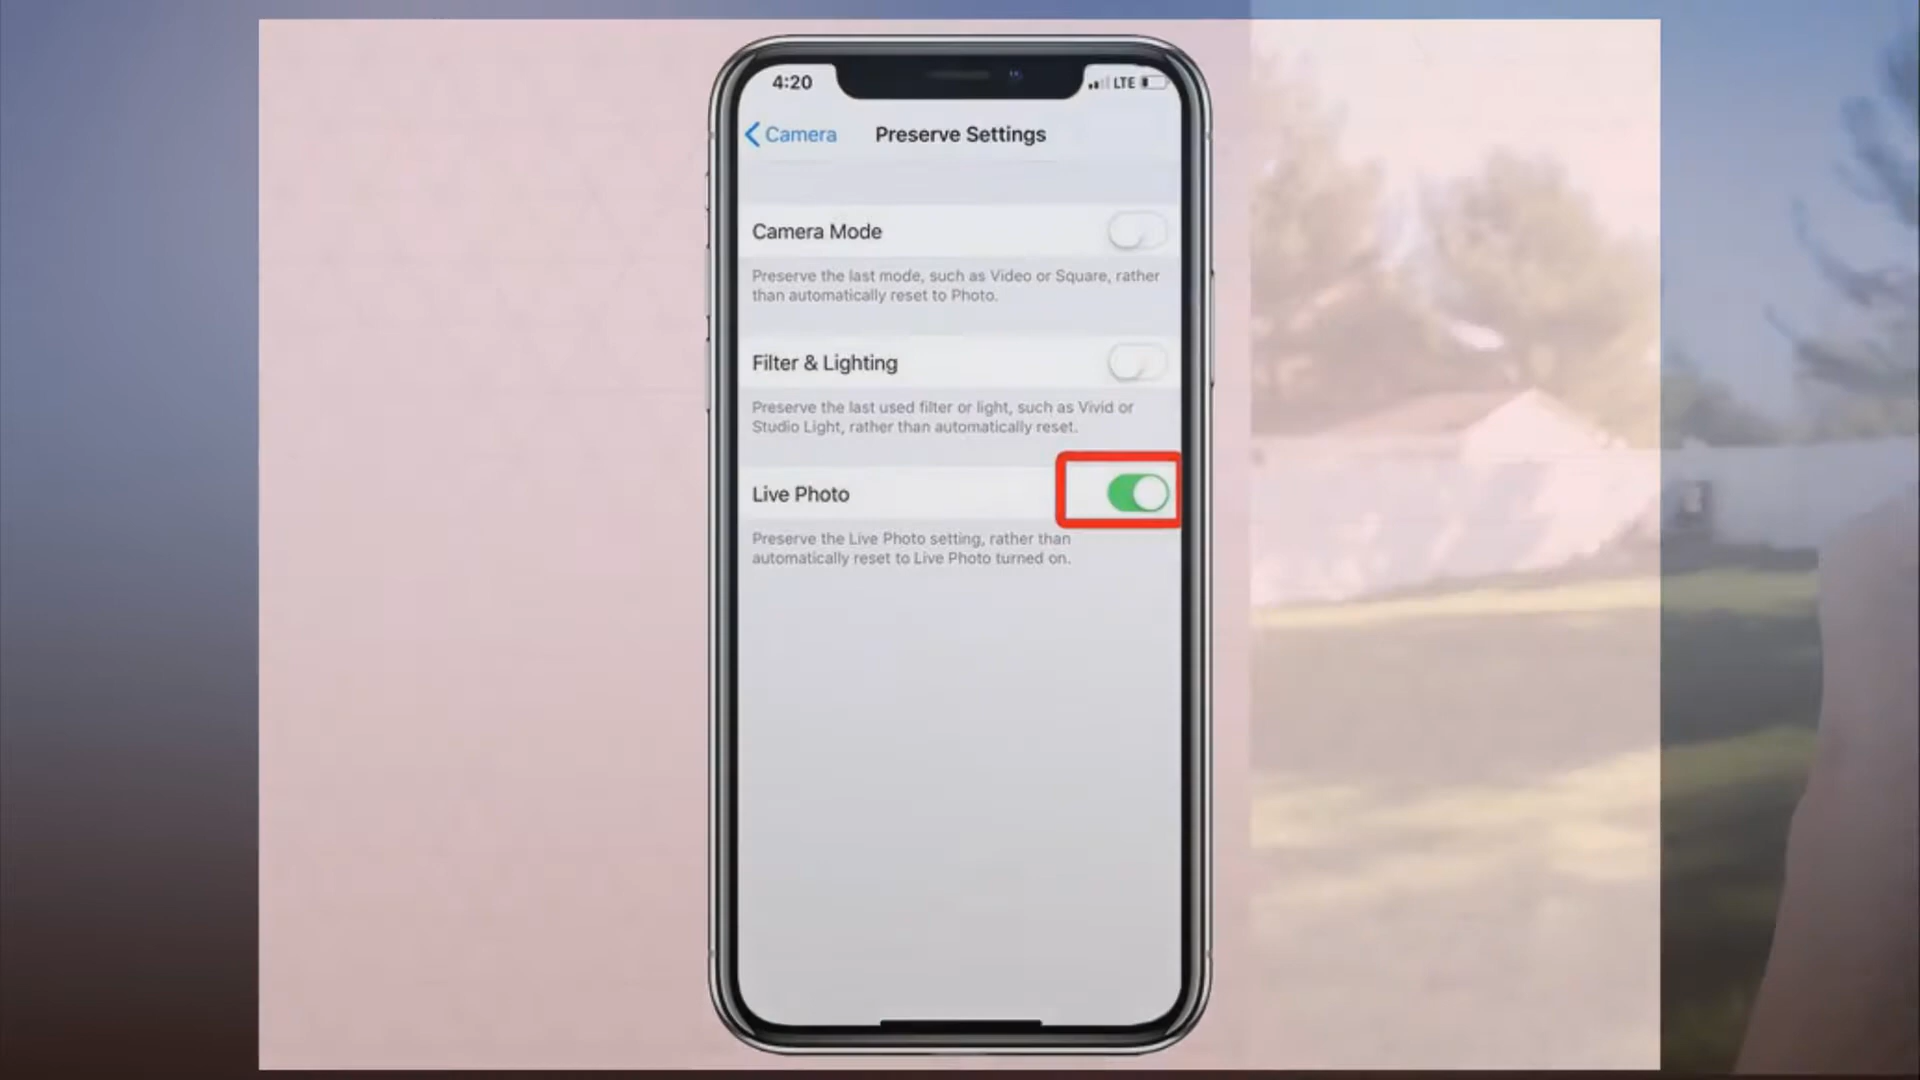 4:20
LTE
Camera
Preserve Settings
Camera Mode
Preserve the last mode, such as Video or Square, rather
than automatically reset to Photo.
Filter & Lighting
Preserve the last used filter or light, such as Vivid or
Studio Light, rather than automatically reset.
Live Photo
Preserve the Live Photo setting, rather than
automatically reset to Live Photo turned on.